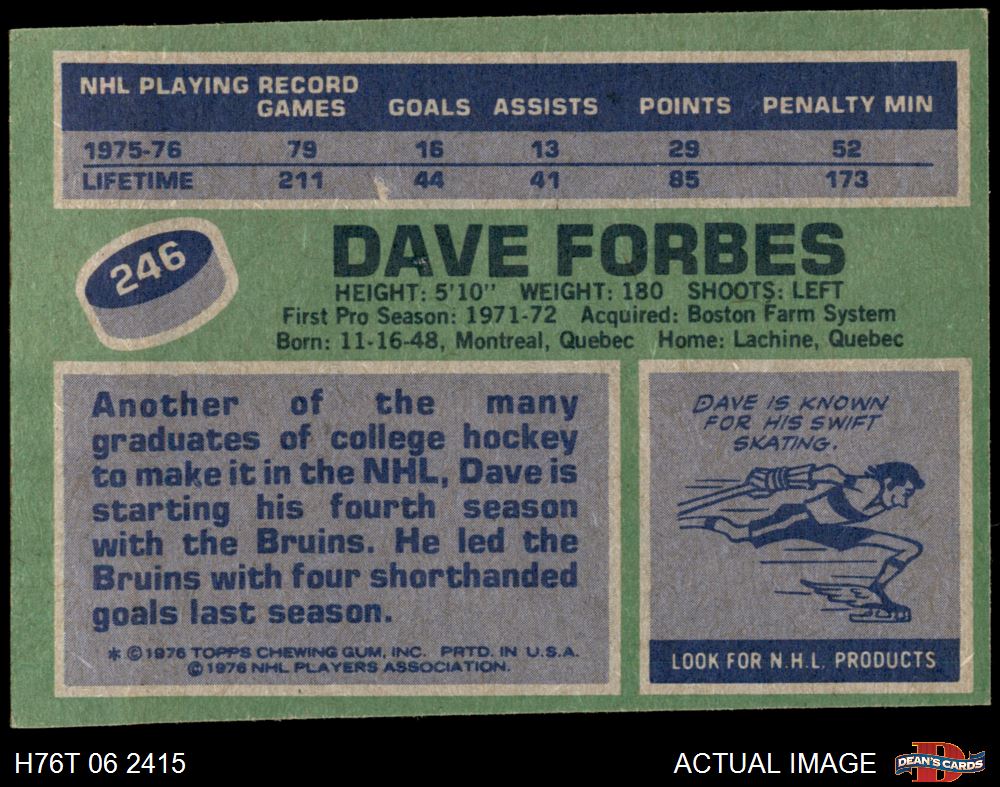 NHL PLAYING RECORD
GAMES GOALS ASSISTS POINTS PENALTY MIN
1975-76 79 16 13 29 52
LIFETIME 211 44 41 85 173
246
DAVE FORBES
HEIGHT: 5'10" WEIGHT: 180 SHOOTS: LEFT
First Pro Season: 1971-72 Acquired: Boston Farm System
Born: 11-16-48, Montreal, Quebec Home: Lachine, Quebec
Another of the many
graduates of college hockey
to make it in the NHL, Dave is
starting his fourth season
with the Bruins. He led the
Bruins with four shorthanded
goals last season.
* ©1976 TOPPS CHEWING GUM, INC. PRTD. IN U.S.A.
©1976 NHL PLAYERS ASSOCIATION.
DAVE IS KNOWN
FOR HIS SWIFT
SKATING.
LOOK FOR N.H.L. PRODUCTS
H76T 06 2415
ACTUAL IMAGE
D
DEAN'S CARDS